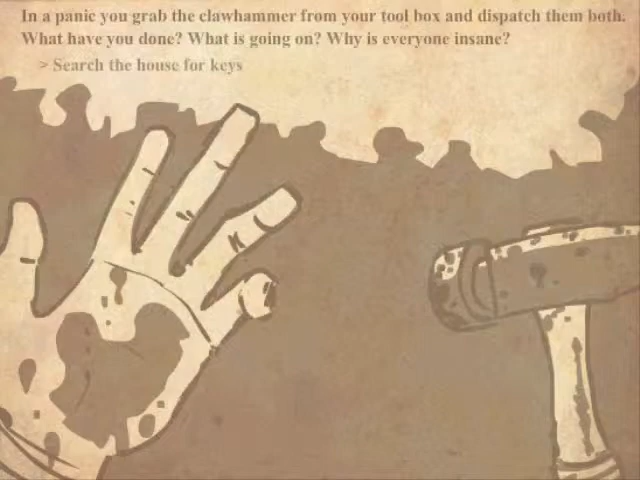 In a panic you grab the clawhammer from your tool box and dispatch them both.
What have you done? What is going on? Why is everyone insane?
> Search the house for keys